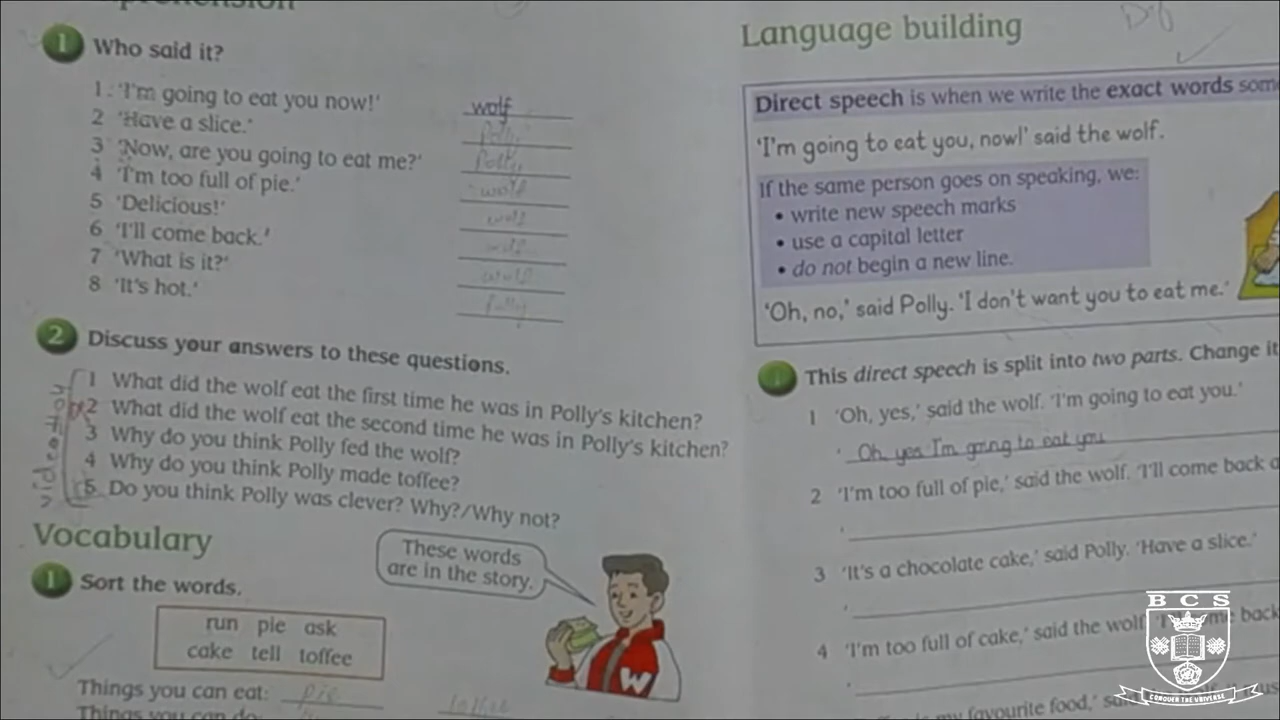 1 Who said it?
1 'I'm going to eat you now!' wolf
2 'Have a slice.' Polly
3 'Now, are you going to eat me?' Polly
4 'I'm too full of pie.' wolf
5 'Delicious!' wolf
6 'I'll come back.' wolf
7 'What is it?' wolf
8 'It's hot.' Polly
2 Discuss your answers to these questions.
1 What did the wolf eat the first time he was in Polly's kitchen?
2 What did the wolf eat the second time he was in Polly's kitchen?
3 Why do you think Polly fed the wolf?
4 Why do you think Polly made toffee?
5 Do you think Polly was clever? Why?/Why not?
Vocabulary
1 Sort the words.
These words
are in the story.
run pie ask
cake tell toffee
Things you can eat: pie
Things you can do:
W
Language building
Direct speech is when we write the exact words
'I'm going to eat you, now!' said the wolf.
If the same person goes on speaking, we:
• write new speech marks
• use a capital letter
• do not begin a new line.
'Oh, no,' said Polly. 'I don't want you to eat me.'
1 This direct speech is split into two parts. Change it
1 'Oh, yes,' said the wolf. 'I'm going to eat you.'
' Oh, yes I'm going to eat you
2 'I'm too full of pie,' said the wolf. 'I'll come back
3 'It's a chocolate cake,' said Polly. 'Have a slice.'
4 'I'm too full of cake,' said the wolf. back
my favourite food,'
BCS
CONQUER THE UNIVERSE